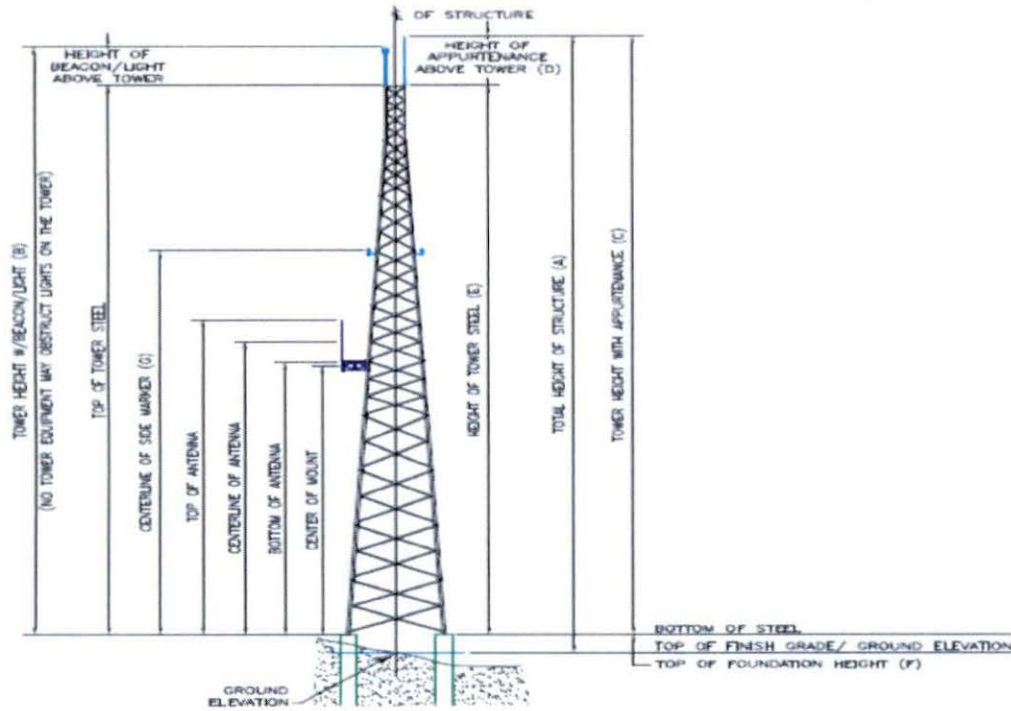 ℄ OF STRUCTURE
HEIGHT OF
BEACON/LIGHT
ABOVE TOWER
HEIGHT OF
APPURTENANCE
ABOVE TOWER (D)
TOWER HEIGHT W/BEACON/LIGHT (B)
(NO TOWER EQUIPMENT MAY OBSTRUCT LIGHTS ON THE TOWER)
TOP OF TOWER STEEL
CENTERLINE OF SIDE MARKER (G)
TOP OF ANTENNA
CENTERLINE OF ANTENNA
BOTTOM OF ANTENNA
CENTER OF MOUNT
HEIGHT OF TOWER STEEL (E)
TOTAL HEIGHT OF STRUCTURE (A)
TOWER HEIGHT WITH APPURTENANCE (C)
BOTTOM OF STEEL
TOP OF FINISH GRADE/ GROUND ELEVATION
TOP OF FOUNDATION HEIGHT (F)
GROUND
ELEVATION